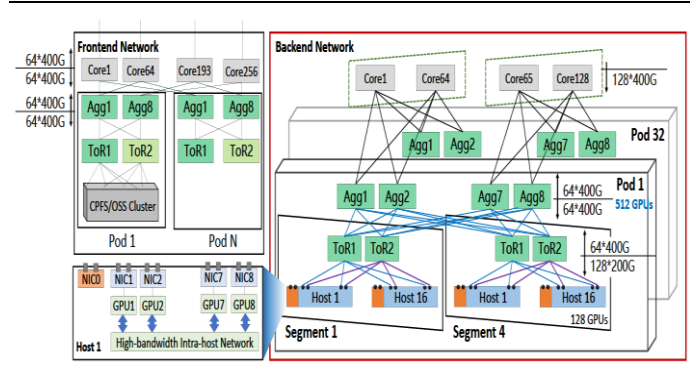 Frontend Network
64*400G
64*400G
Core1
Core64
Core193
Core256
64*400G
64*400G
Agg1
Agg8
Agg1
Agg8
ToR1
ToR2
ToR1
ToR2
CPFS/OSS Cluster
Pod 1
Pod N
NIC0
NIC1
NIC2
NIC7
NIC8
GPU1
GPU2
GPU7
GPU8
High-bandwidth Intra-host Network
Host 1
Backend Network
Core1
Core64
Core65
Core128
128*400G
Agg1
Agg2
Agg7
Agg8
Pod 32
Agg1
Agg2
Agg7
Agg8
64*400G
64*400G
Pod 1
512 GPUs
ToR1
ToR2
ToR1
ToR2
64*400G
128*200G
Host 1
Host 16
Host 1
Host 16
Segment 1
Segment 4
128 GPUs